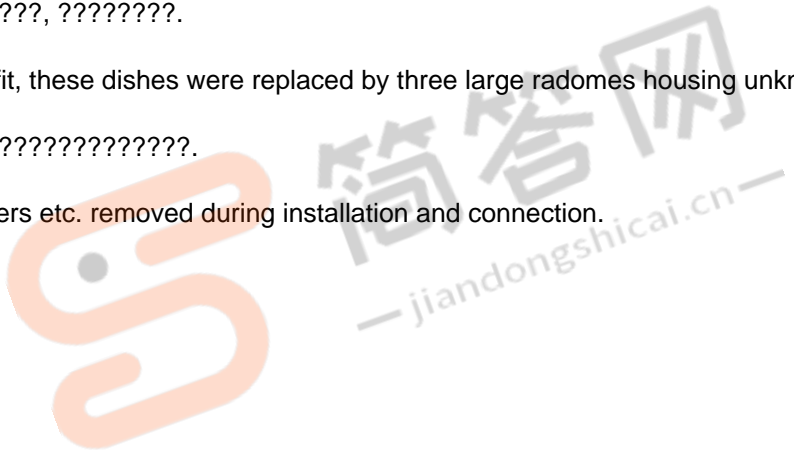 ???, ????????.
fit, these dishes were replaced by three large radomes housing unkn
?????????????.
ers etc. removed during installation and connection.
简答网
jiandongshicai.cn